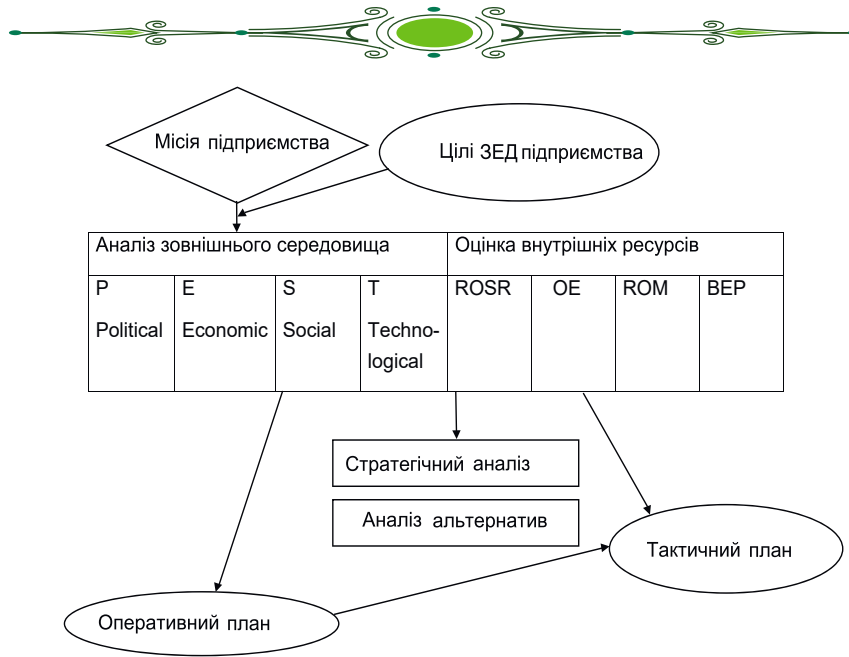 Місія підприємства
Цілі ЗЕД підприємства
Аналіз зовнішнього середовища
Оцінка внутрішніх ресурсів
P
Political
E
Economic
S
Social
T
Techno-
logical
ROSR
OE
ROM
BEP
Стратегічний аналіз
Аналіз альтернатив
Тактичний план
Оперативний план